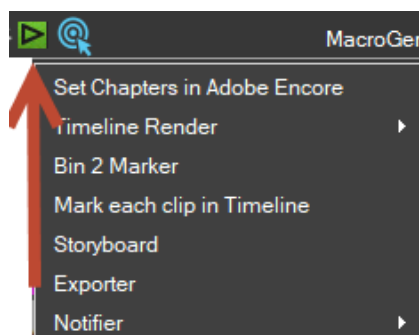 MacroGen
Set Chapters in Adobe Encore
Timeline Render
Bin 2 Marker
Mark each clip in Timeline
Storyboard
Exporter
Notifier